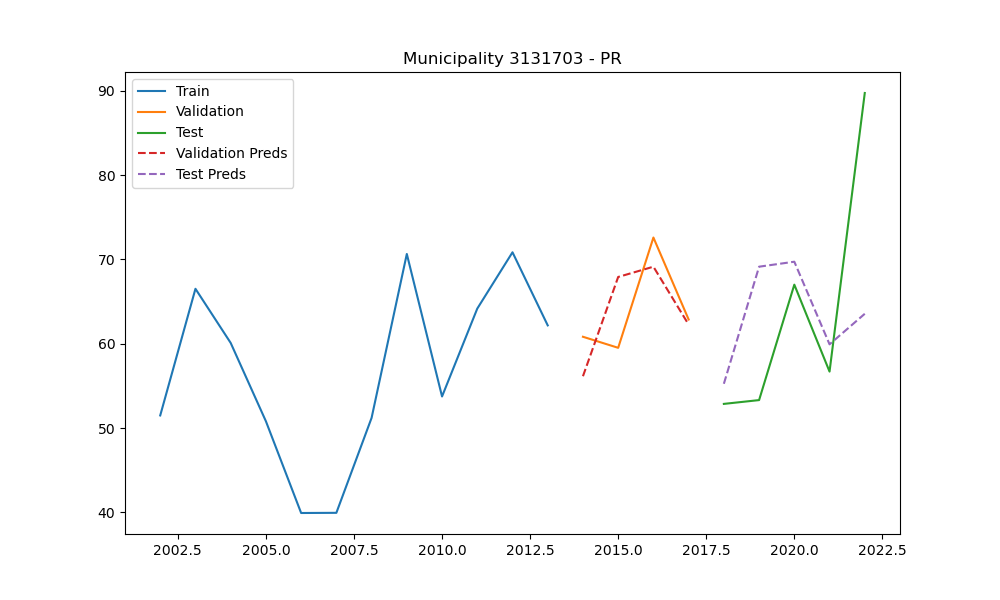 Municipality 3131703 - PR
Train
Validation
Test
Validation Preds
Test Preds
90
80
70
60
50
40
2002.5 2005.0 2007.5 2010.0 2012.5 2015.0 2017.5 2020.0 2022.5